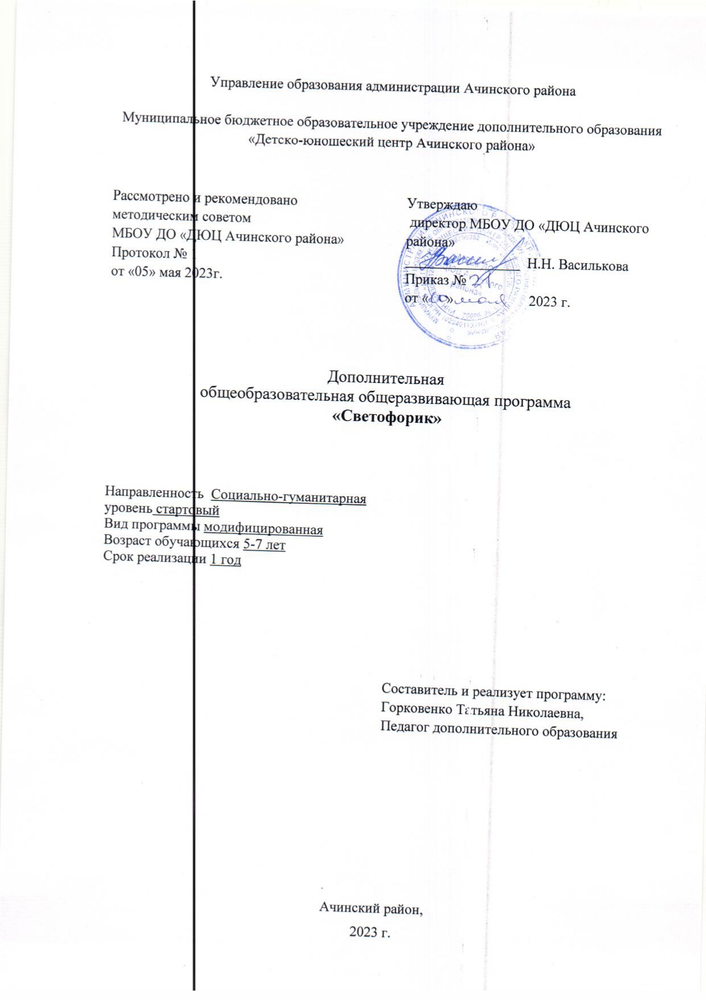 Управление образования администрации Ачинского района
Муниципальное бюджетное образовательное учреждение дополнительного образования
«Детско-юношеский центр Ачинского района»
Рассмотрено и рекомендовано
методическим советом
МБОУ ДО «ДЮЦ Ачинского района»
Протокол № 1
от «05» мая 2023г.
Утверждаю
директор МБОУ ДО «ДЮЦ Ачинского
района»
Н.Н. Василькова
Приказ № 21
от « » мая 2023 г.
Дополнительная
общеобразовательная общеразвивающая программа
«Светофорик»
Направленность Социально-гуманитарная
уровень стартовый
Вид программы модифицированная
Возраст обучающихся 5-7 лет
Срок реализации 1 год
Составитель и реализует программу:
Горковенко Татьяна Николаевна,
Педагог дополнительного образования
Ачинский район,
2023 г.